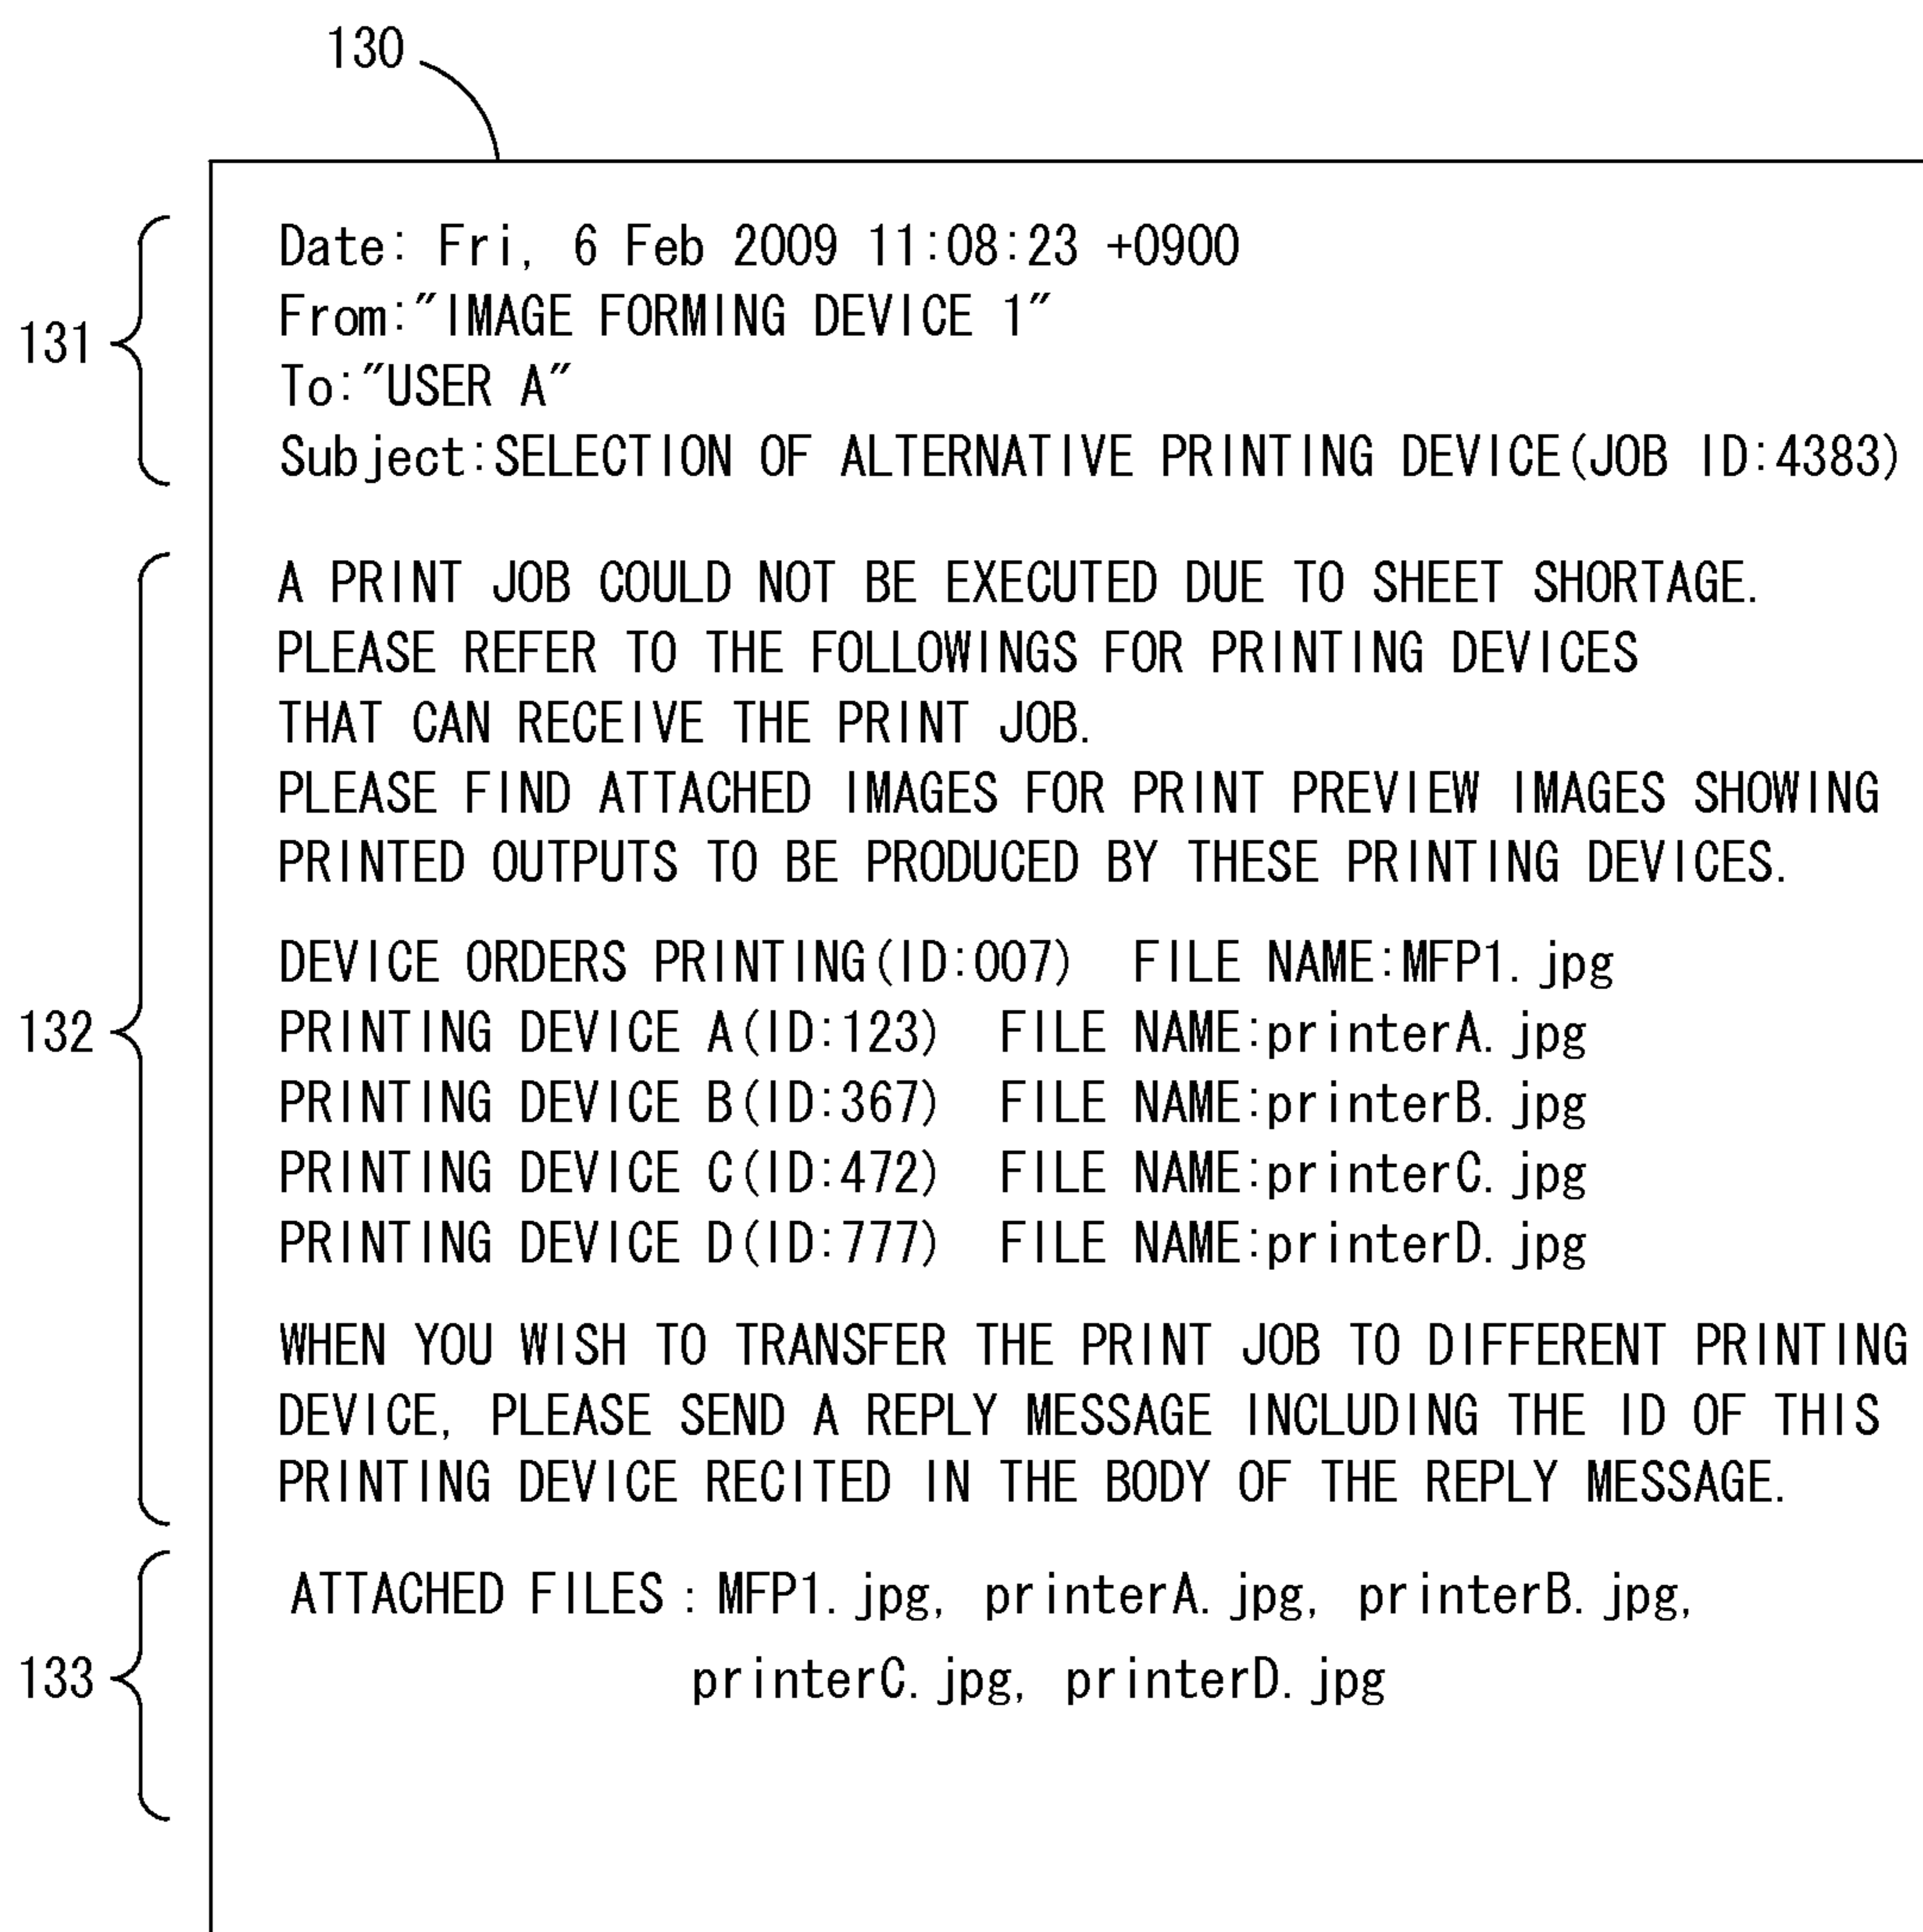 130
131
Date: Fri, 6 Feb 2009 11:08:23 +0900
From:"IMAGE FORMING DEVICE 1"
To:"USER A"
Subject:SELECTION OF ALTERNATIVE PRINTING DEVICE(JOB ID:4383)
132
A PRINT JOB COULD NOT BE EXECUTED DUE TO SHEET SHORTAGE.
PLEASE REFER TO THE FOLLOWINGS FOR PRINTING DEVICES
THAT CAN RECEIVE THE PRINT JOB.
PLEASE FIND ATTACHED IMAGES FOR PRINT PREVIEW IMAGES SHOWING
PRINTED OUTPUTS TO BE PRODUCED BY THESE PRINTING DEVICES.
DEVICE ORDERS PRINTING(ID:007) FILE NAME:MFP1.jpg
PRINTING DEVICE A(ID:123) FILE NAME:printerA.jpg
PRINTING DEVICE B(ID:367) FILE NAME:printerB.jpg
PRINTING DEVICE C(ID:472) FILE NAME:printerC.jpg
PRINTING DEVICE D(ID:777) FILE NAME:printerD.jpg
WHEN YOU WISH TO TRANSFER THE PRINT JOB TO DIFFERENT PRINTING
DEVICE, PLEASE SEND A REPLY MESSAGE INCLUDING THE ID OF THIS
PRINTING DEVICE RECITED IN THE BODY OF THE REPLY MESSAGE.
133
ATTACHED FILES : MFP1.jpg, printerA.jpg, printerB.jpg,
printerC.jpg, printerD.jpg